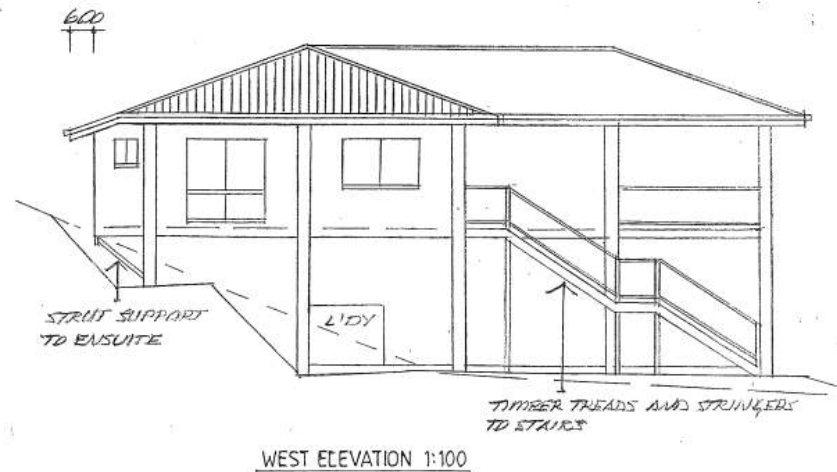 600
STRUT SUPPORT
TO ENSUITE
L'DY
TIMBER TREADS AND STRINGERS
TO STAIRS
WEST ELEVATION 1:100